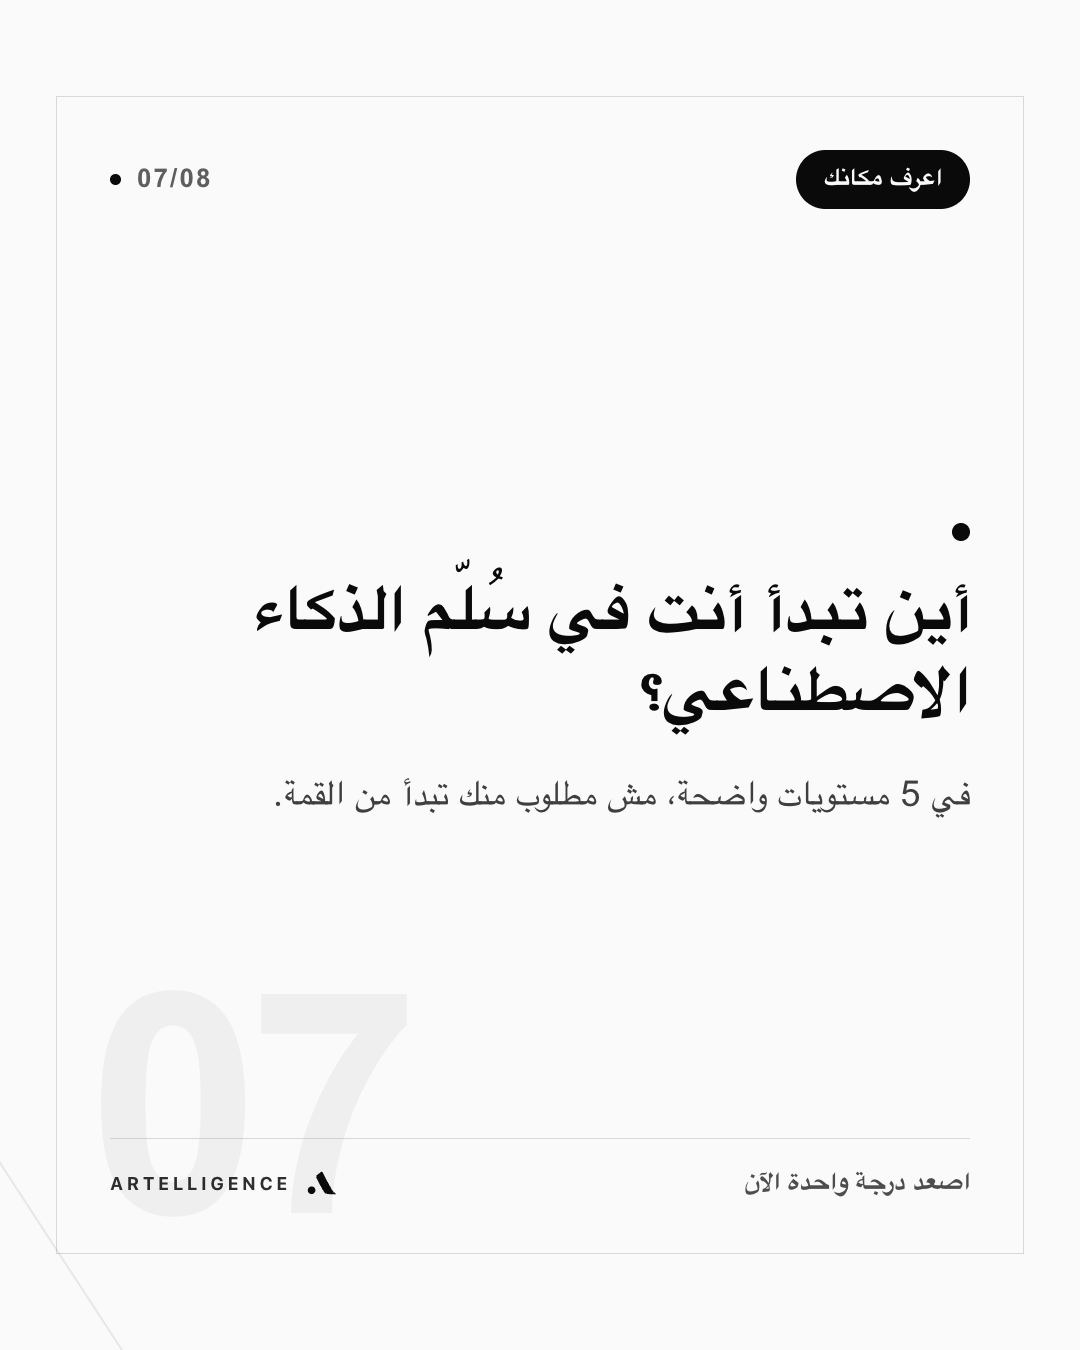 اعرف مكانك
07/08
أين تبدأ أنت في سُلّم الذكاء
الاصطناعي؟
في 5 مستويات واضحة، مش مطلوب منك تبدأ من القمة.
07
اصعد درجة واحدة الآن
ARTELLIGENCE